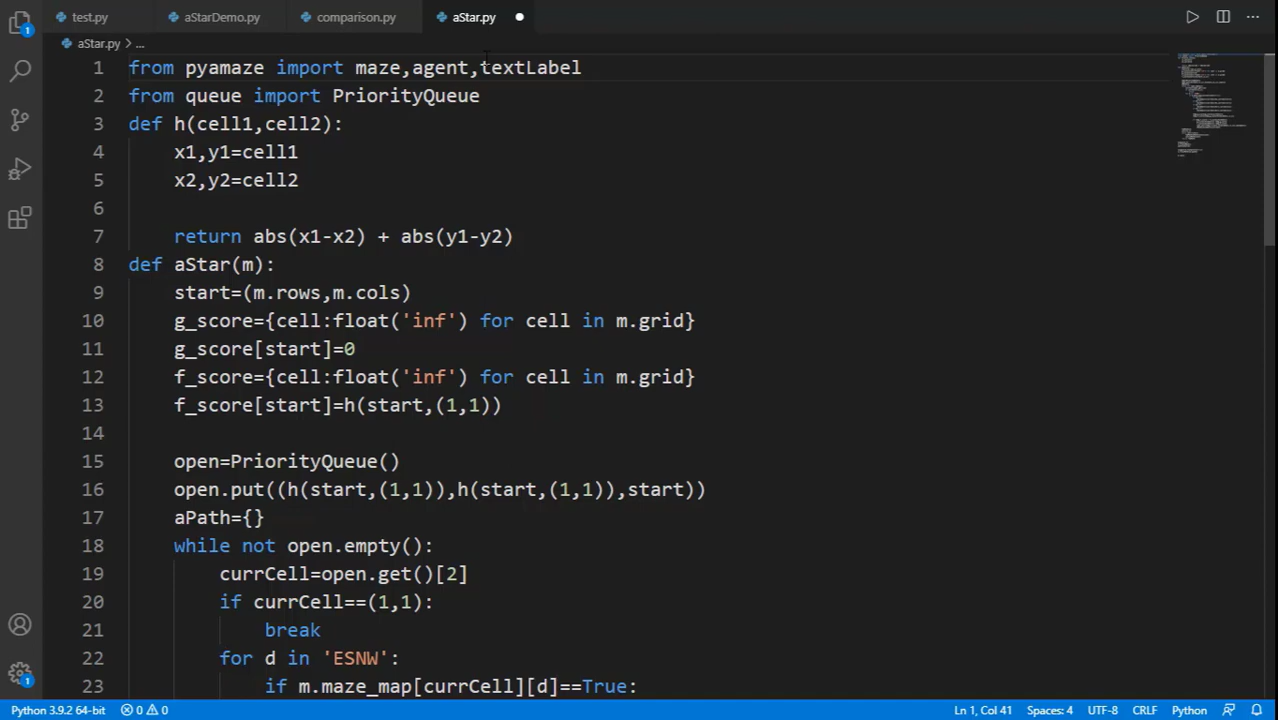 test.py aStarDemo.py comparison.py aStar.py
aStar.py > ...
1 from pyamaze import maze,agent,textLabel
2 from queue import PriorityQueue
3 def h(cell1,cell2):
4 x1,y1=cell1
5 x2,y2=cell2
6
7 return abs(x1-x2) + abs(y1-y2)
8 def aStar(m):
9 start=(m.rows,m.cols)
10 g_score={cell:float('inf') for cell in m.grid}
11 g_score[start]=0
12 f_score={cell:float('inf') for cell in m.grid}
13 f_score[start]=h(start,(1,1))
14
15 open=PriorityQueue()
16 open.put((h(start,(1,1)),h(start,(1,1)),start))
17 aPath={}
18 while not open.empty():
19 currCell=open.get()[2]
20 if currCell==(1,1):
21 break
22 for d in 'ESNW':
23 if m.maze_map[currCell][d]==True:
1
1
Python 3.9.2 64-bit 0 0 Ln 1, Col 41 Spaces: 4 UTF-8 CRLF Python